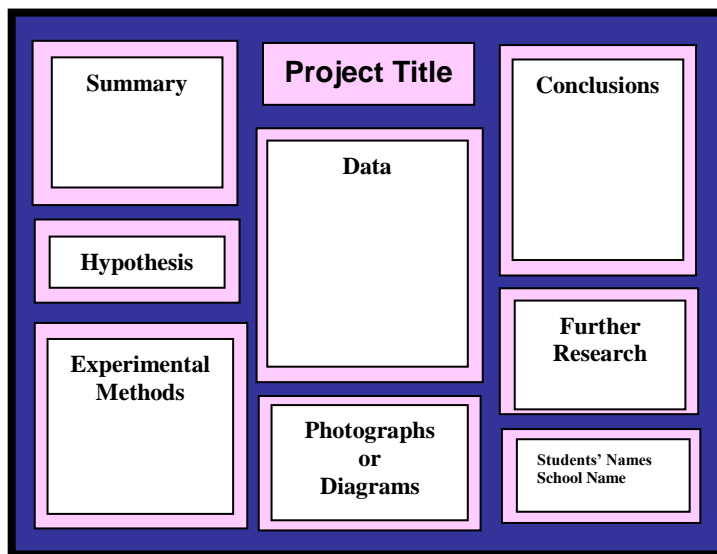 Summary
Hypothesis
Experimental
Methods
Project Title
Data
Photographs
or
Diagrams
Conclusions
Further
Research
Students’ Names
School Name